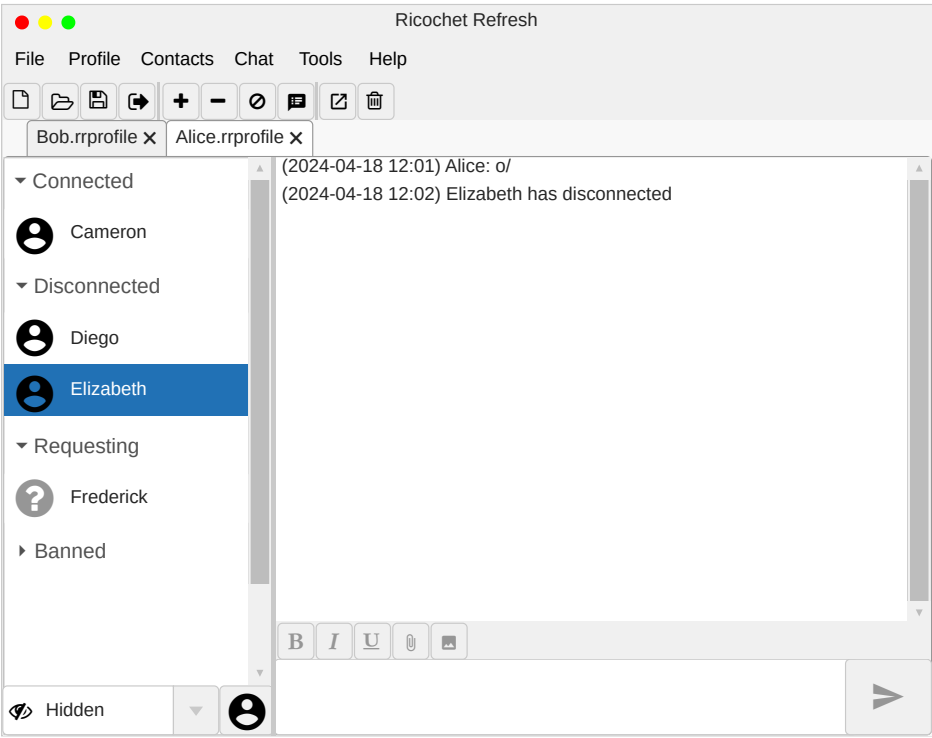 Ricochet Refresh
File Profile Contacts Chat Tools Help
Bob.rrprofile Alice.rrprofile
Connected
Cameron
Disconnected
Diego
Elizabeth
Requesting
Frederick
Banned
Hidden
(2024-04-18 12:01) Alice: o/
(2024-04-18 12:02) Elizabeth has disconnected
B I U